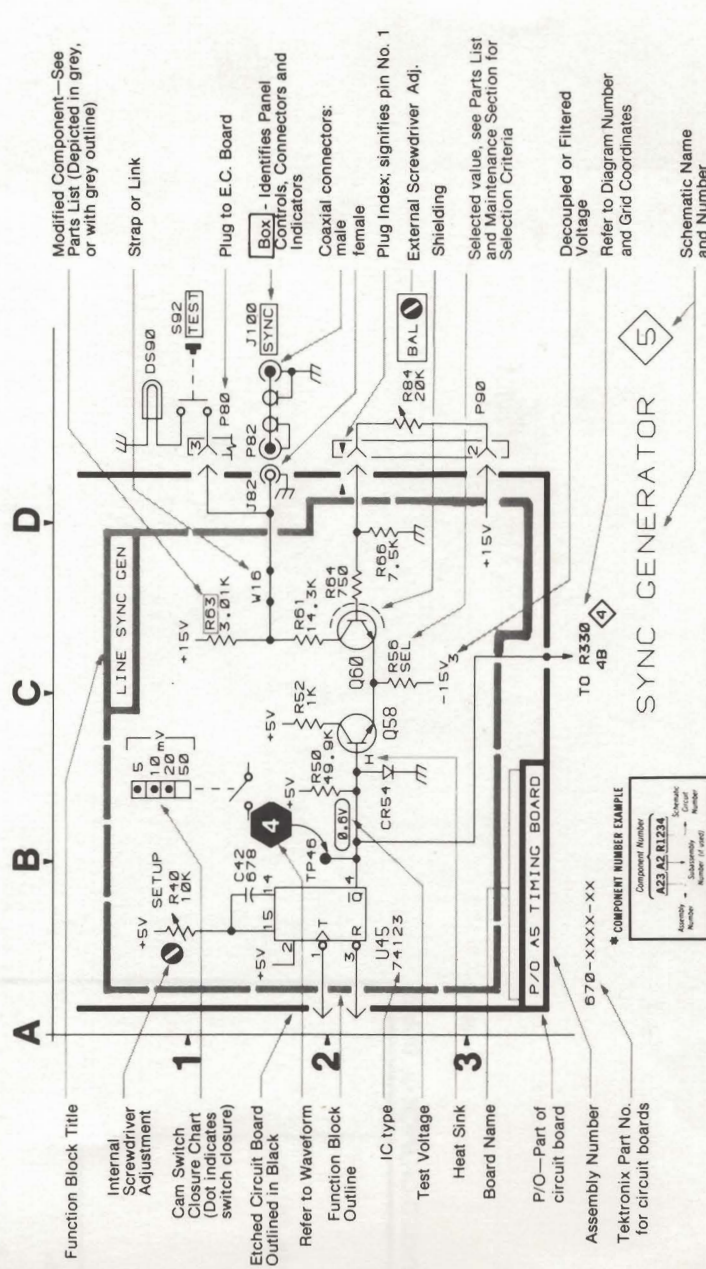 Function Block Title
Internal
Screwdriver
Adjustment
Cam Switch
Closure Chart
(Dot indicates
switch closure)
Etched Circuit Board
Outlined in Black
Refer to Waveform
Function Block
Outline
IC type
Test Voltage
Heat Sink
Board Name
P/O—Part of
circuit board
Assembly Number
Tektronix Part No.
for circuit boards
A
B
C
D
1
2
3
LINE SYNC GEN
+5V
SETUP
R40
10K
5
10
20
50
mV
C42
678
15
14
+5V
2
1
T
3
R
Q
4
U45
74123
TP46
4
0.6V
+5V
R50
49.9K
CR54
H
+5V
R52
1K
Q58
Q60
R56
SEL
-15V3
+15V
R63
3.01K
R61
14.3K
W16
R64
750
R66
7.5K
+15V
J82
P82
J100
SYNC
3
P80
DS90
S92
TEST
BAL
R84
20K
2
P90
TO R330
4B
4
P/O A5 TIMING BOARD
670-XXXX-XX
* COMPONENT NUMBER EXAMPLE
Component Number
A23 A2 R1234
Assembly
Number
Subassembly
Number (if used)
Schematic
Circuit
Number
SYNC GENERATOR
5
Modified Component—See
Parts List (Depicted in grey,
or with grey outline)
Strap or Link
Plug to E.C. Board
Box - Identifies Panel
Controls, Connectors and
Indicators
Coaxial connectors:
male
female
Plug Index; signifies pin No. 1
External Screwdriver Adj.
Shielding
Selected value, see Parts List
and Maintenance Section for
Selection Criteria
Decoupled or Filtered
Voltage
Refer to Diagram Number
and Grid Coordinates
Schematic Name
and Number